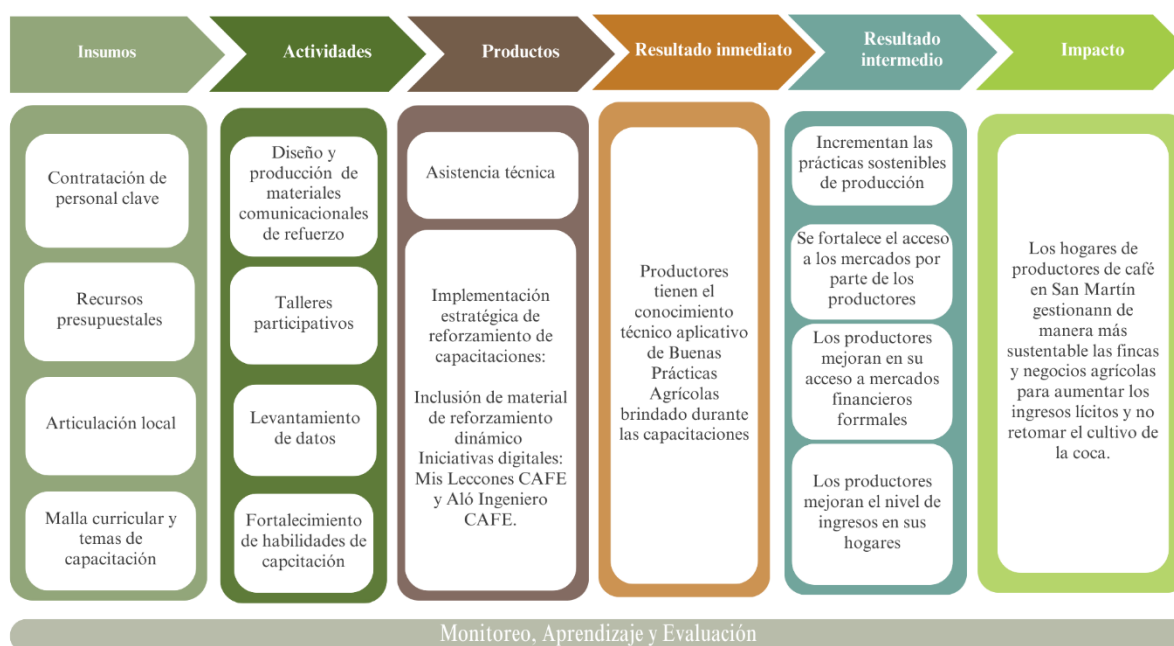 Insumos
Actividades
Productos
Resultado inmediato
Resultado
intermedio
Impacto
Contratación de
personal clave
Recursos
presupuestales
Articulación local
Malla curricular y
temas de
capacitación
Diseño y
producción de
materiales
comunicacionales
de refuerzo
Talleres
participativos
Levantamiento
de datos
Fortalecimiento
de habilidades de
capcitación
Asistencia técnica
Implementación
estratégica de
reforzamiento de
capacitaciones:
Inclusión de material
de reforzamiento
dinámico
Iniciativas digitales:
Mis Leccones CAFE
y Aló Ingeniero
CAFE.
Productores
tienen el
conocimiento
técnico aplicativo
de Buenas
Prácticas
Agrícolas
brindado durante
las capacitaciones
Incrementan las
prácticas sostenibles
de producción
Se fortalece el acceso
a los mercados por
parte de los
productores
Los productores
mejoran en su
acceso a mercados
financieros
forrmales
Los productores
mejoran el nivel de
ingresos en sus
hogares
Los hogares de
productores de café
en San Martín
gestionann de
manera más
sustentable las fincas
y negocios agrícolas
para aumentar los
ingresos lícitos y no
retomar el cultivo de
la coca.
Monitoreo, Aprendizaje y Evaluación